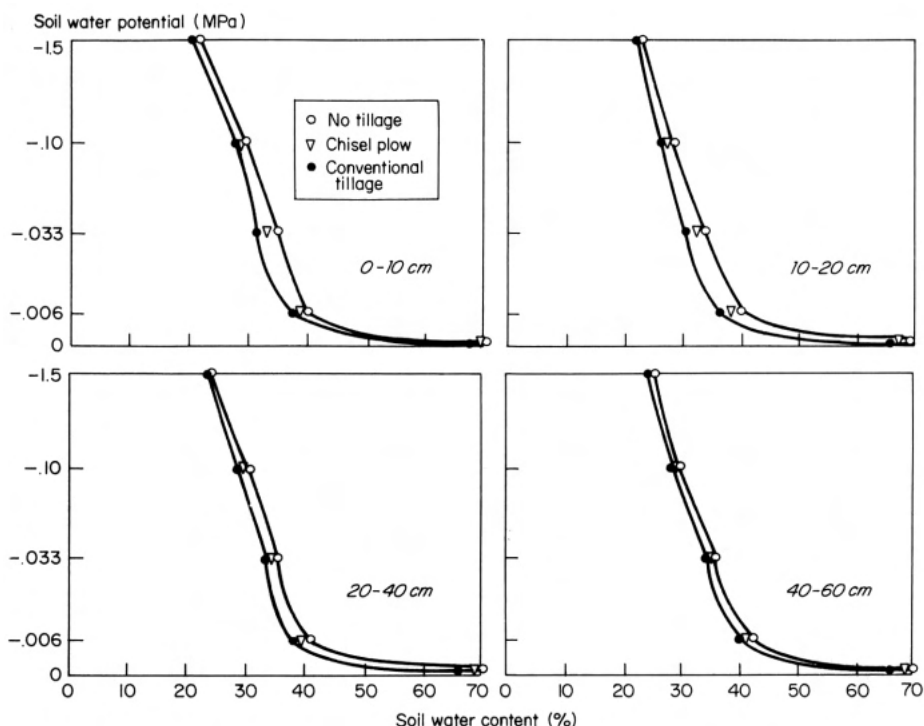 Soil water potential (MPa)
-1.5
-.10
-.033
-.006
0
No tillage
Chisel plow
Conventional
tillage
0-10 cm
10-20 cm
-1.5
-.10
-.033
-.006
0
20-40 cm
40-60 cm
0 10 20 30 40 50 60 70
0 10 20 30 40 50 60 70
Soil water content (%)